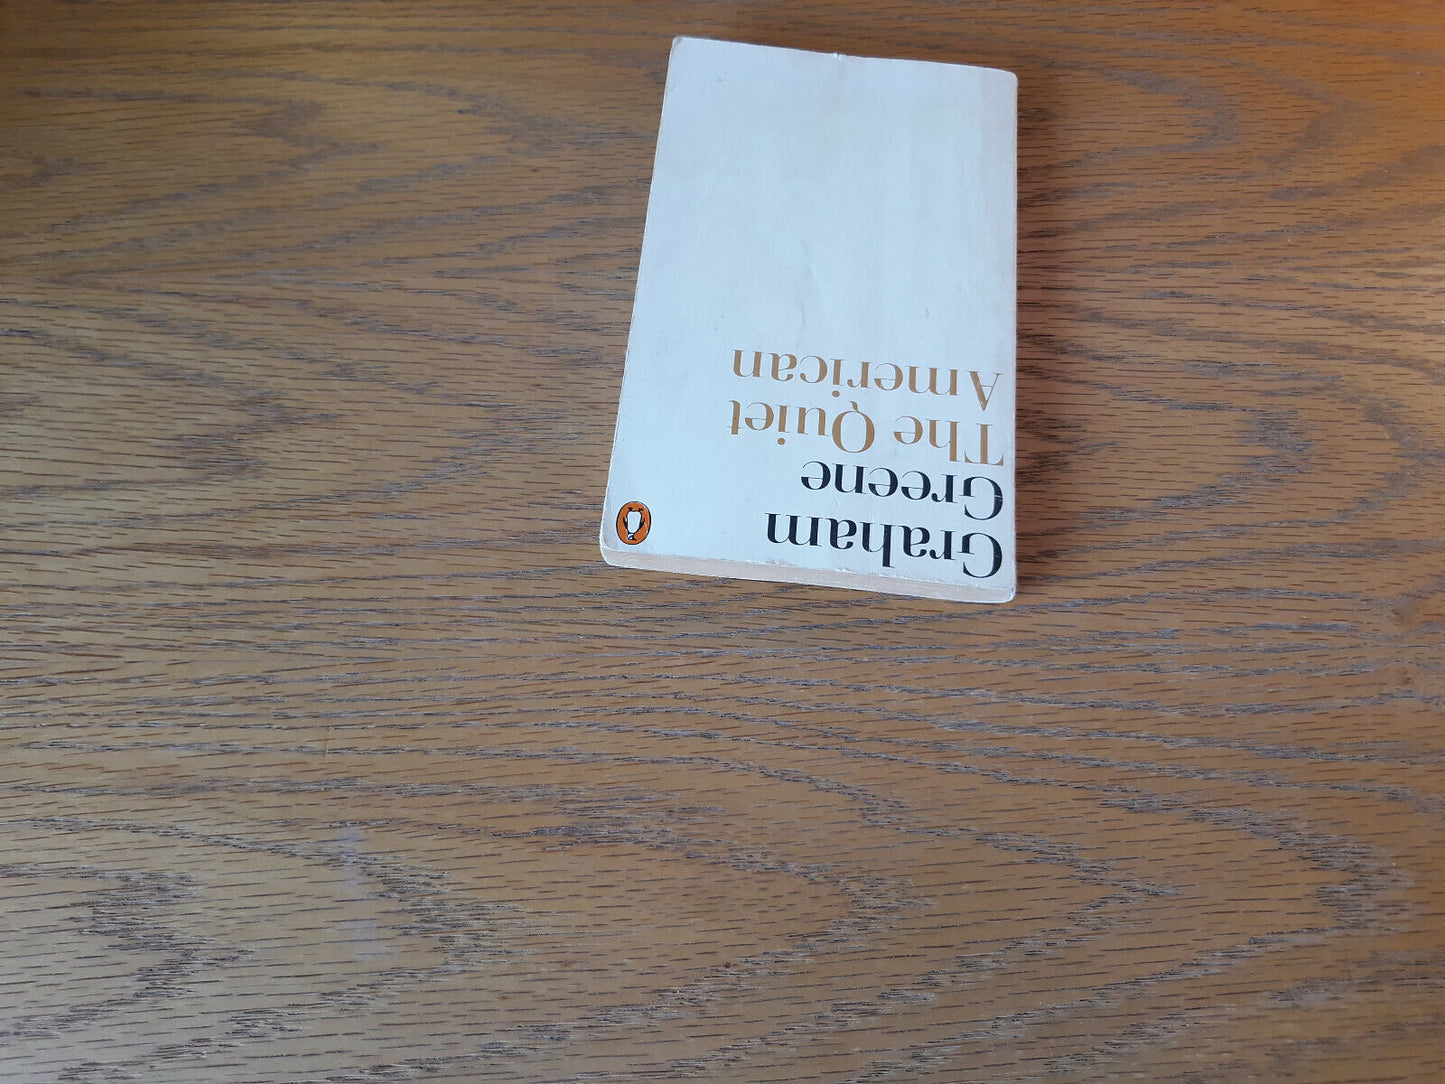 Graham
Greene
The Quiet
American